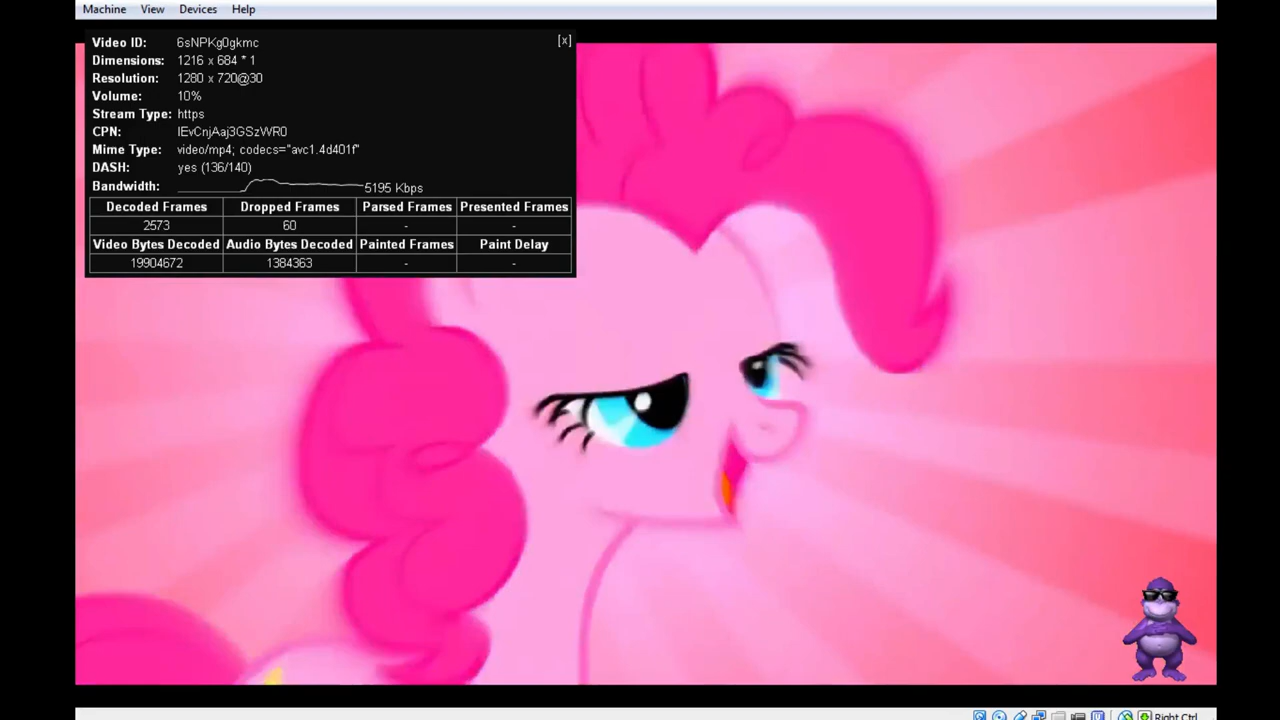 Machine View Devices Help
[x]
Video ID: 6sNPKg0gkmc
Dimensions: 1216 x 684 * 1
Resolution: 1280 x 720@30
Volume: 10%
Stream Type: https
CPN: IEvCnjAaj3GSzWR0
Mime Type: video/mp4; codecs="avc1.4d401f"
DASH: yes (136/140)
Bandwidth: 5195 Kbps
Decoded Frames Dropped Frames Parsed Frames Presented Frames
2573 60 - -
Video Bytes Decoded Audio Bytes Decoded Painted Frames Paint Delay
19904672 1384363 - -
Right Ctrl